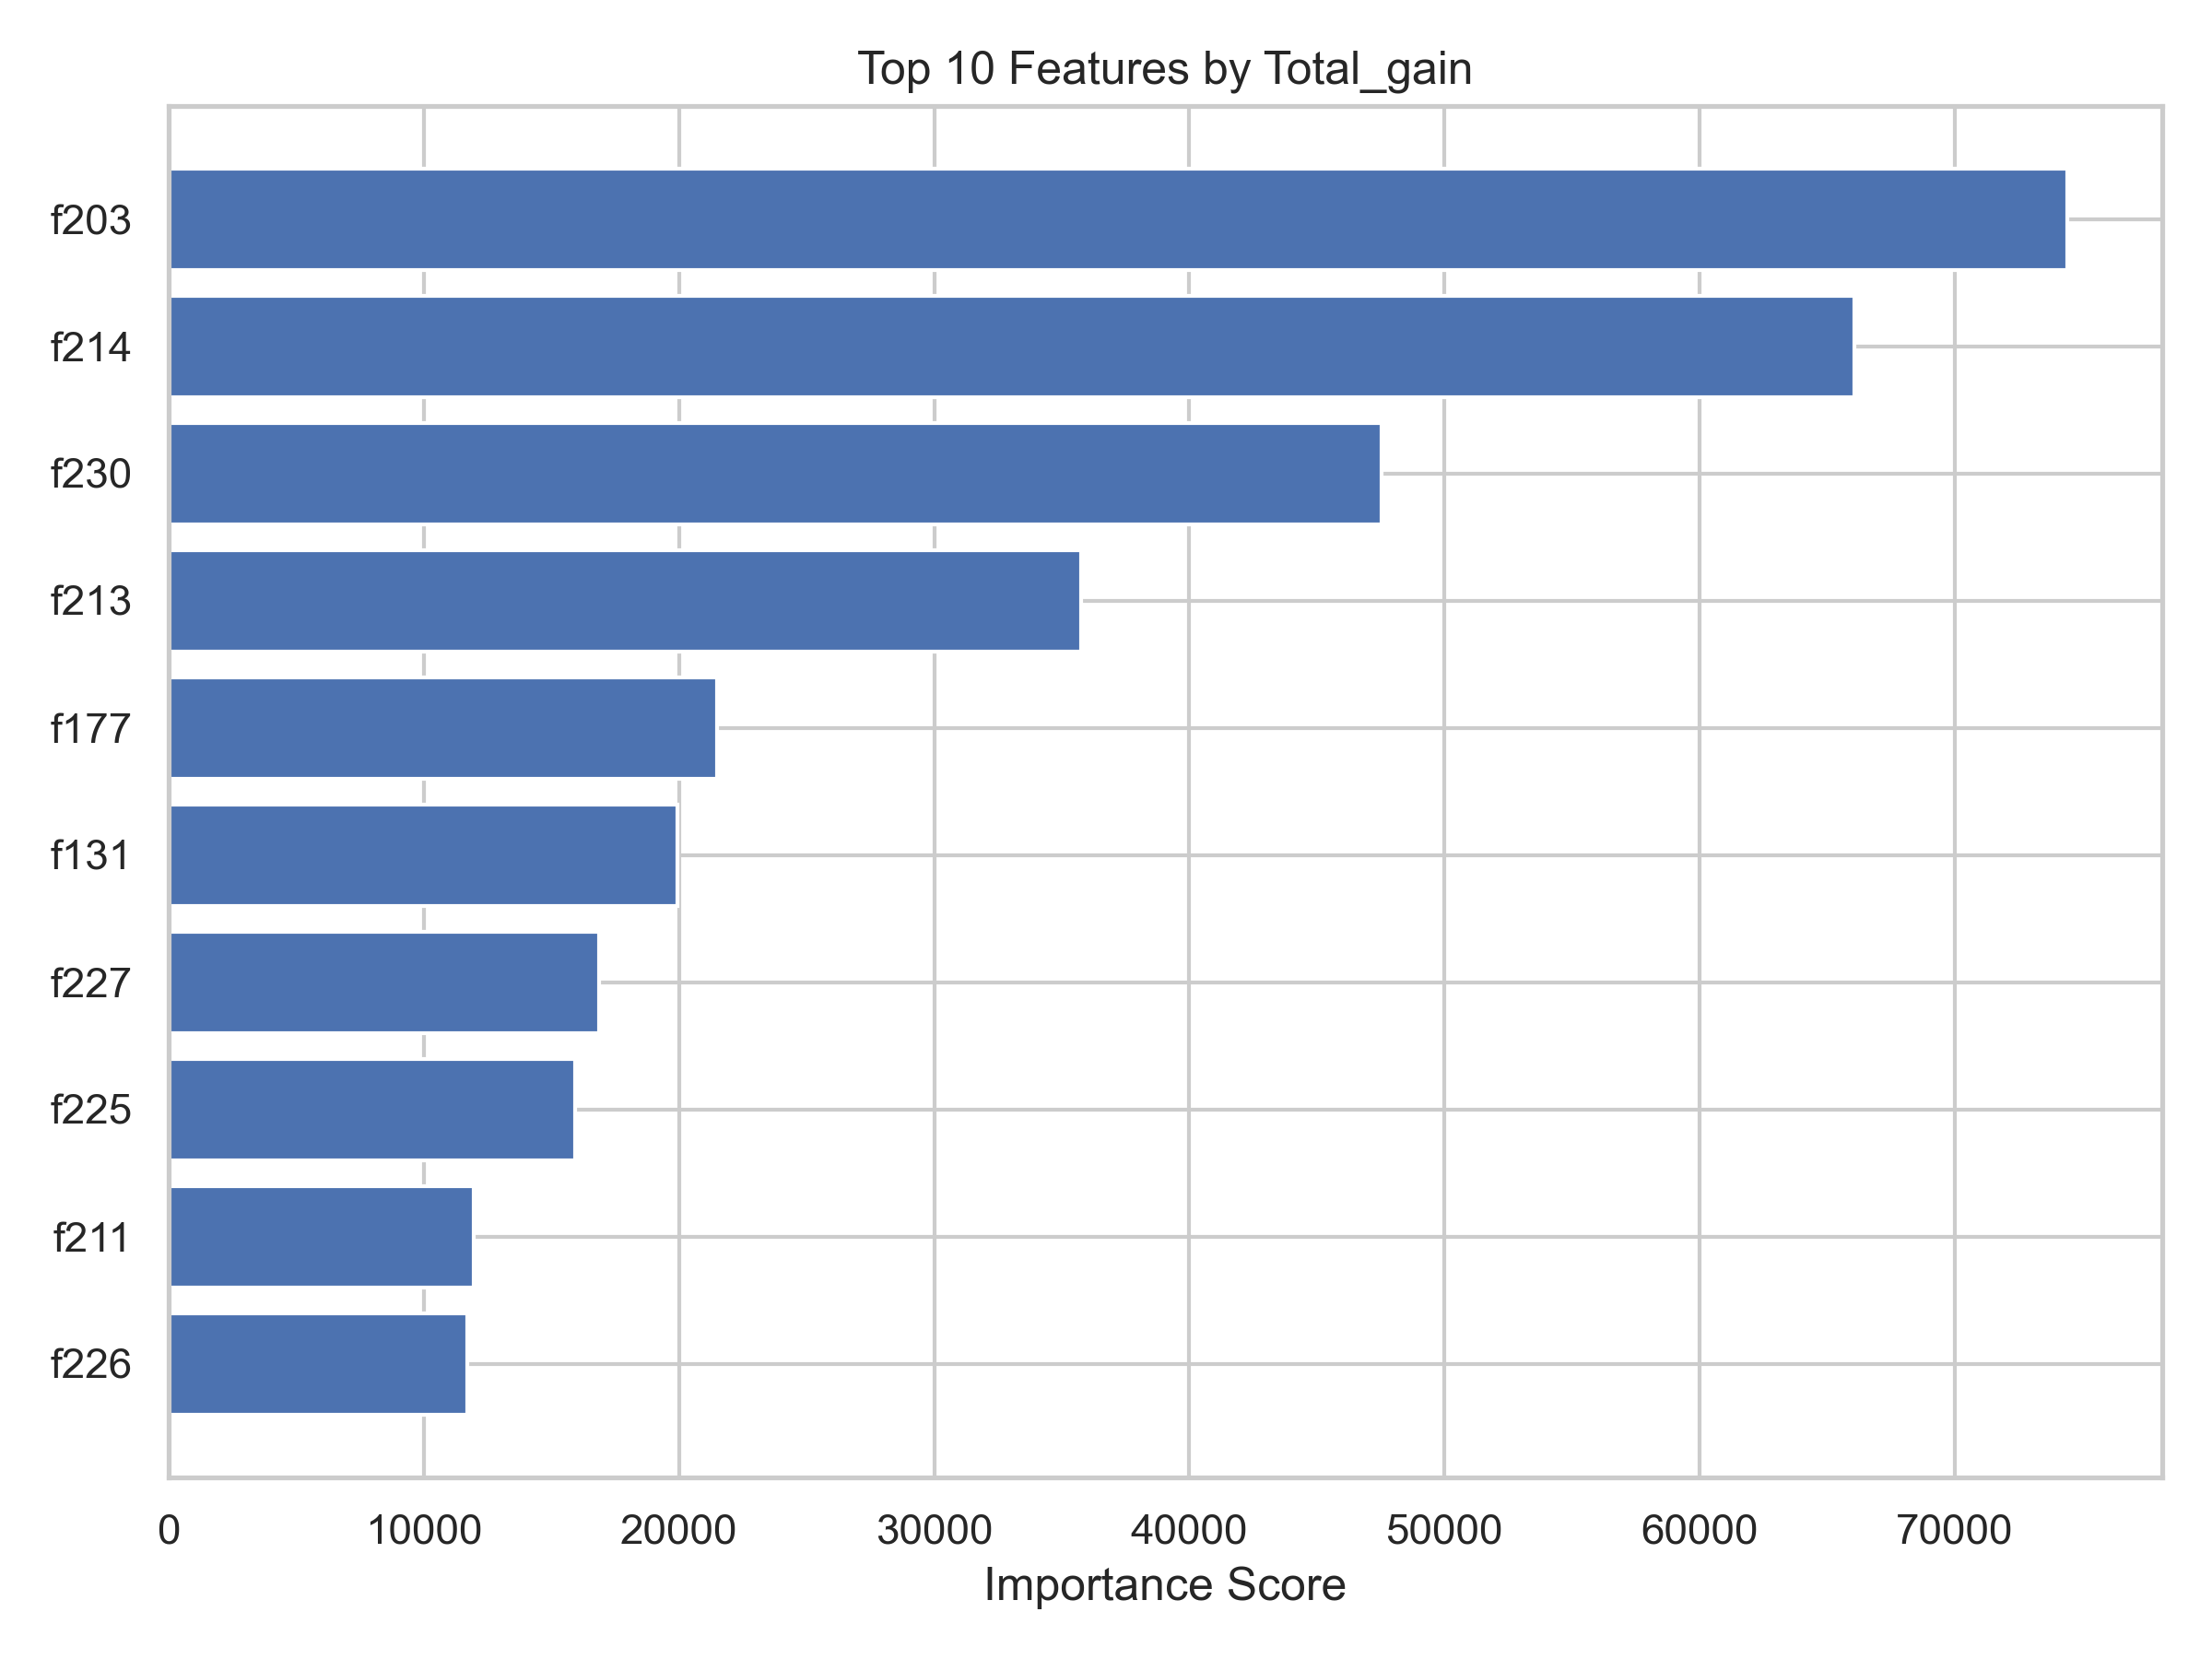 Top 10 Features by Total_gain
f203
f214
f230
f213
f177
f131
f227
f225
f211
f226
0 10000 20000 30000 40000 50000 60000 70000
Importance Score